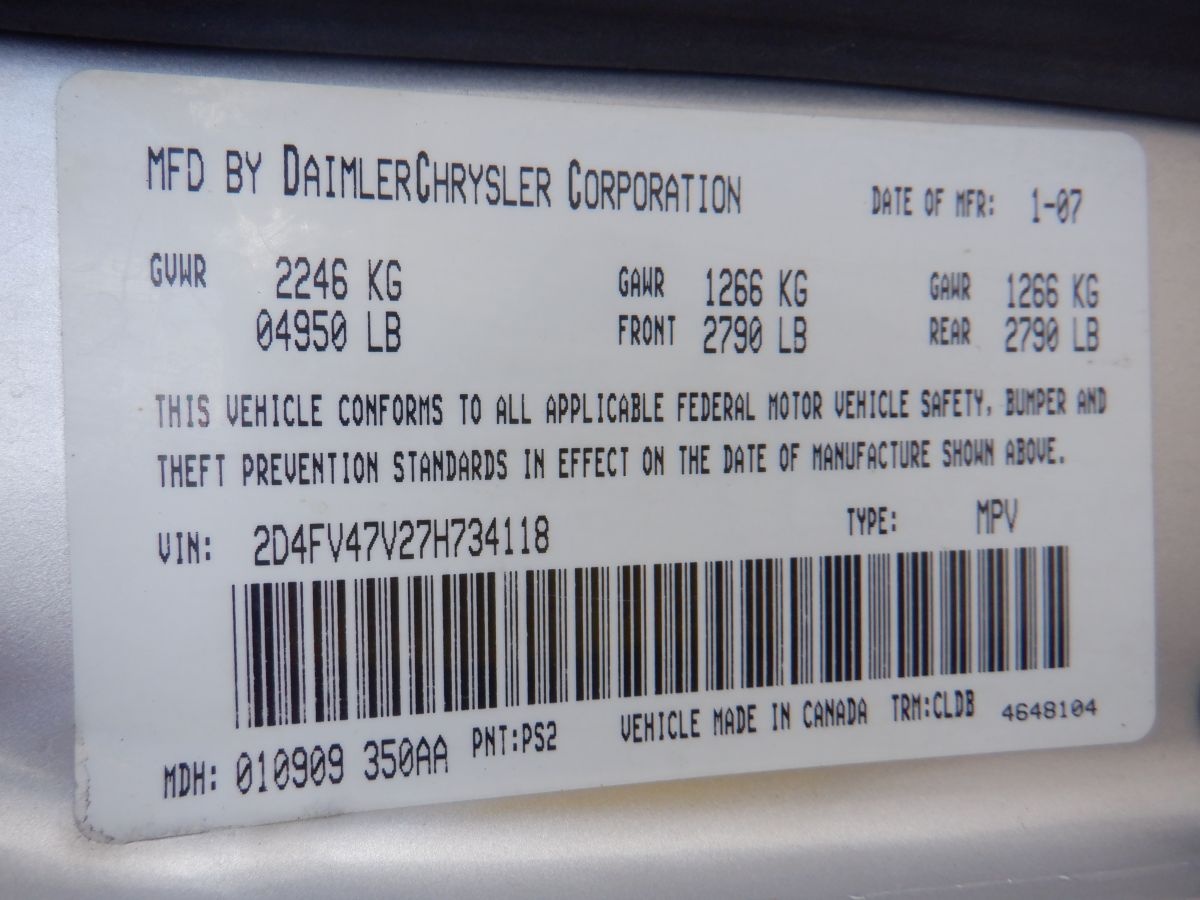 MFD BY DAIMLERCHRYSLER CORPORATION DATE OF MFR: 1-07
GVWR 2246 KG GAWR 1266 KG GAWR 1266 KG
04950 LB FRONT 2790 LB REAR 2790 LB
THIS VEHICLE CONFORMS TO ALL APPLICABLE FEDERAL MOTOR VEHICLE SAFETY, BUMPER AND
THEFT PREVENTION STANDARDS IN EFFECT ON THE DATE OF MANUFACTURE SHOWN ABOVE.
VIN: 2D4FV47V27H734118 TYPE: MPV
MDH: 010909 350AA PNT:PS2 VEHICLE MADE IN CANADA TRM:CLDB 4648104